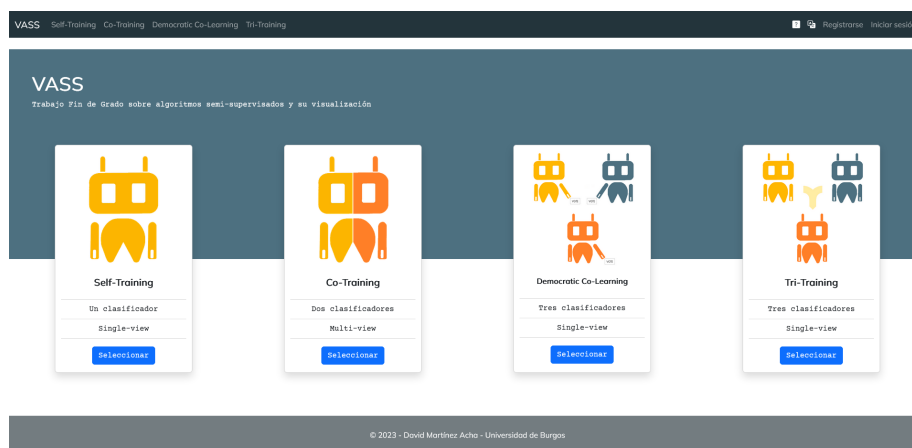 VASS Self-Training Co-Training Democratic Co-Learning Tri-Training Registrarse Iniciar sesió
VASS
Trabajo Fin de Grado sobre algoritmos semi-supervisados y su visualización
Self-Training
Un clasificador
Single-view
Seleccionar
Co-Training
Dos clasificadores
Multi-view
Seleccionar
Democratic Co-Learning
Tres clasificadores
Single-view
Seleccionar
Tri-Training
Tres clasificadores
Single-view
Seleccionar
© 2023 - David Martínez Acha - Universidad de Burgos